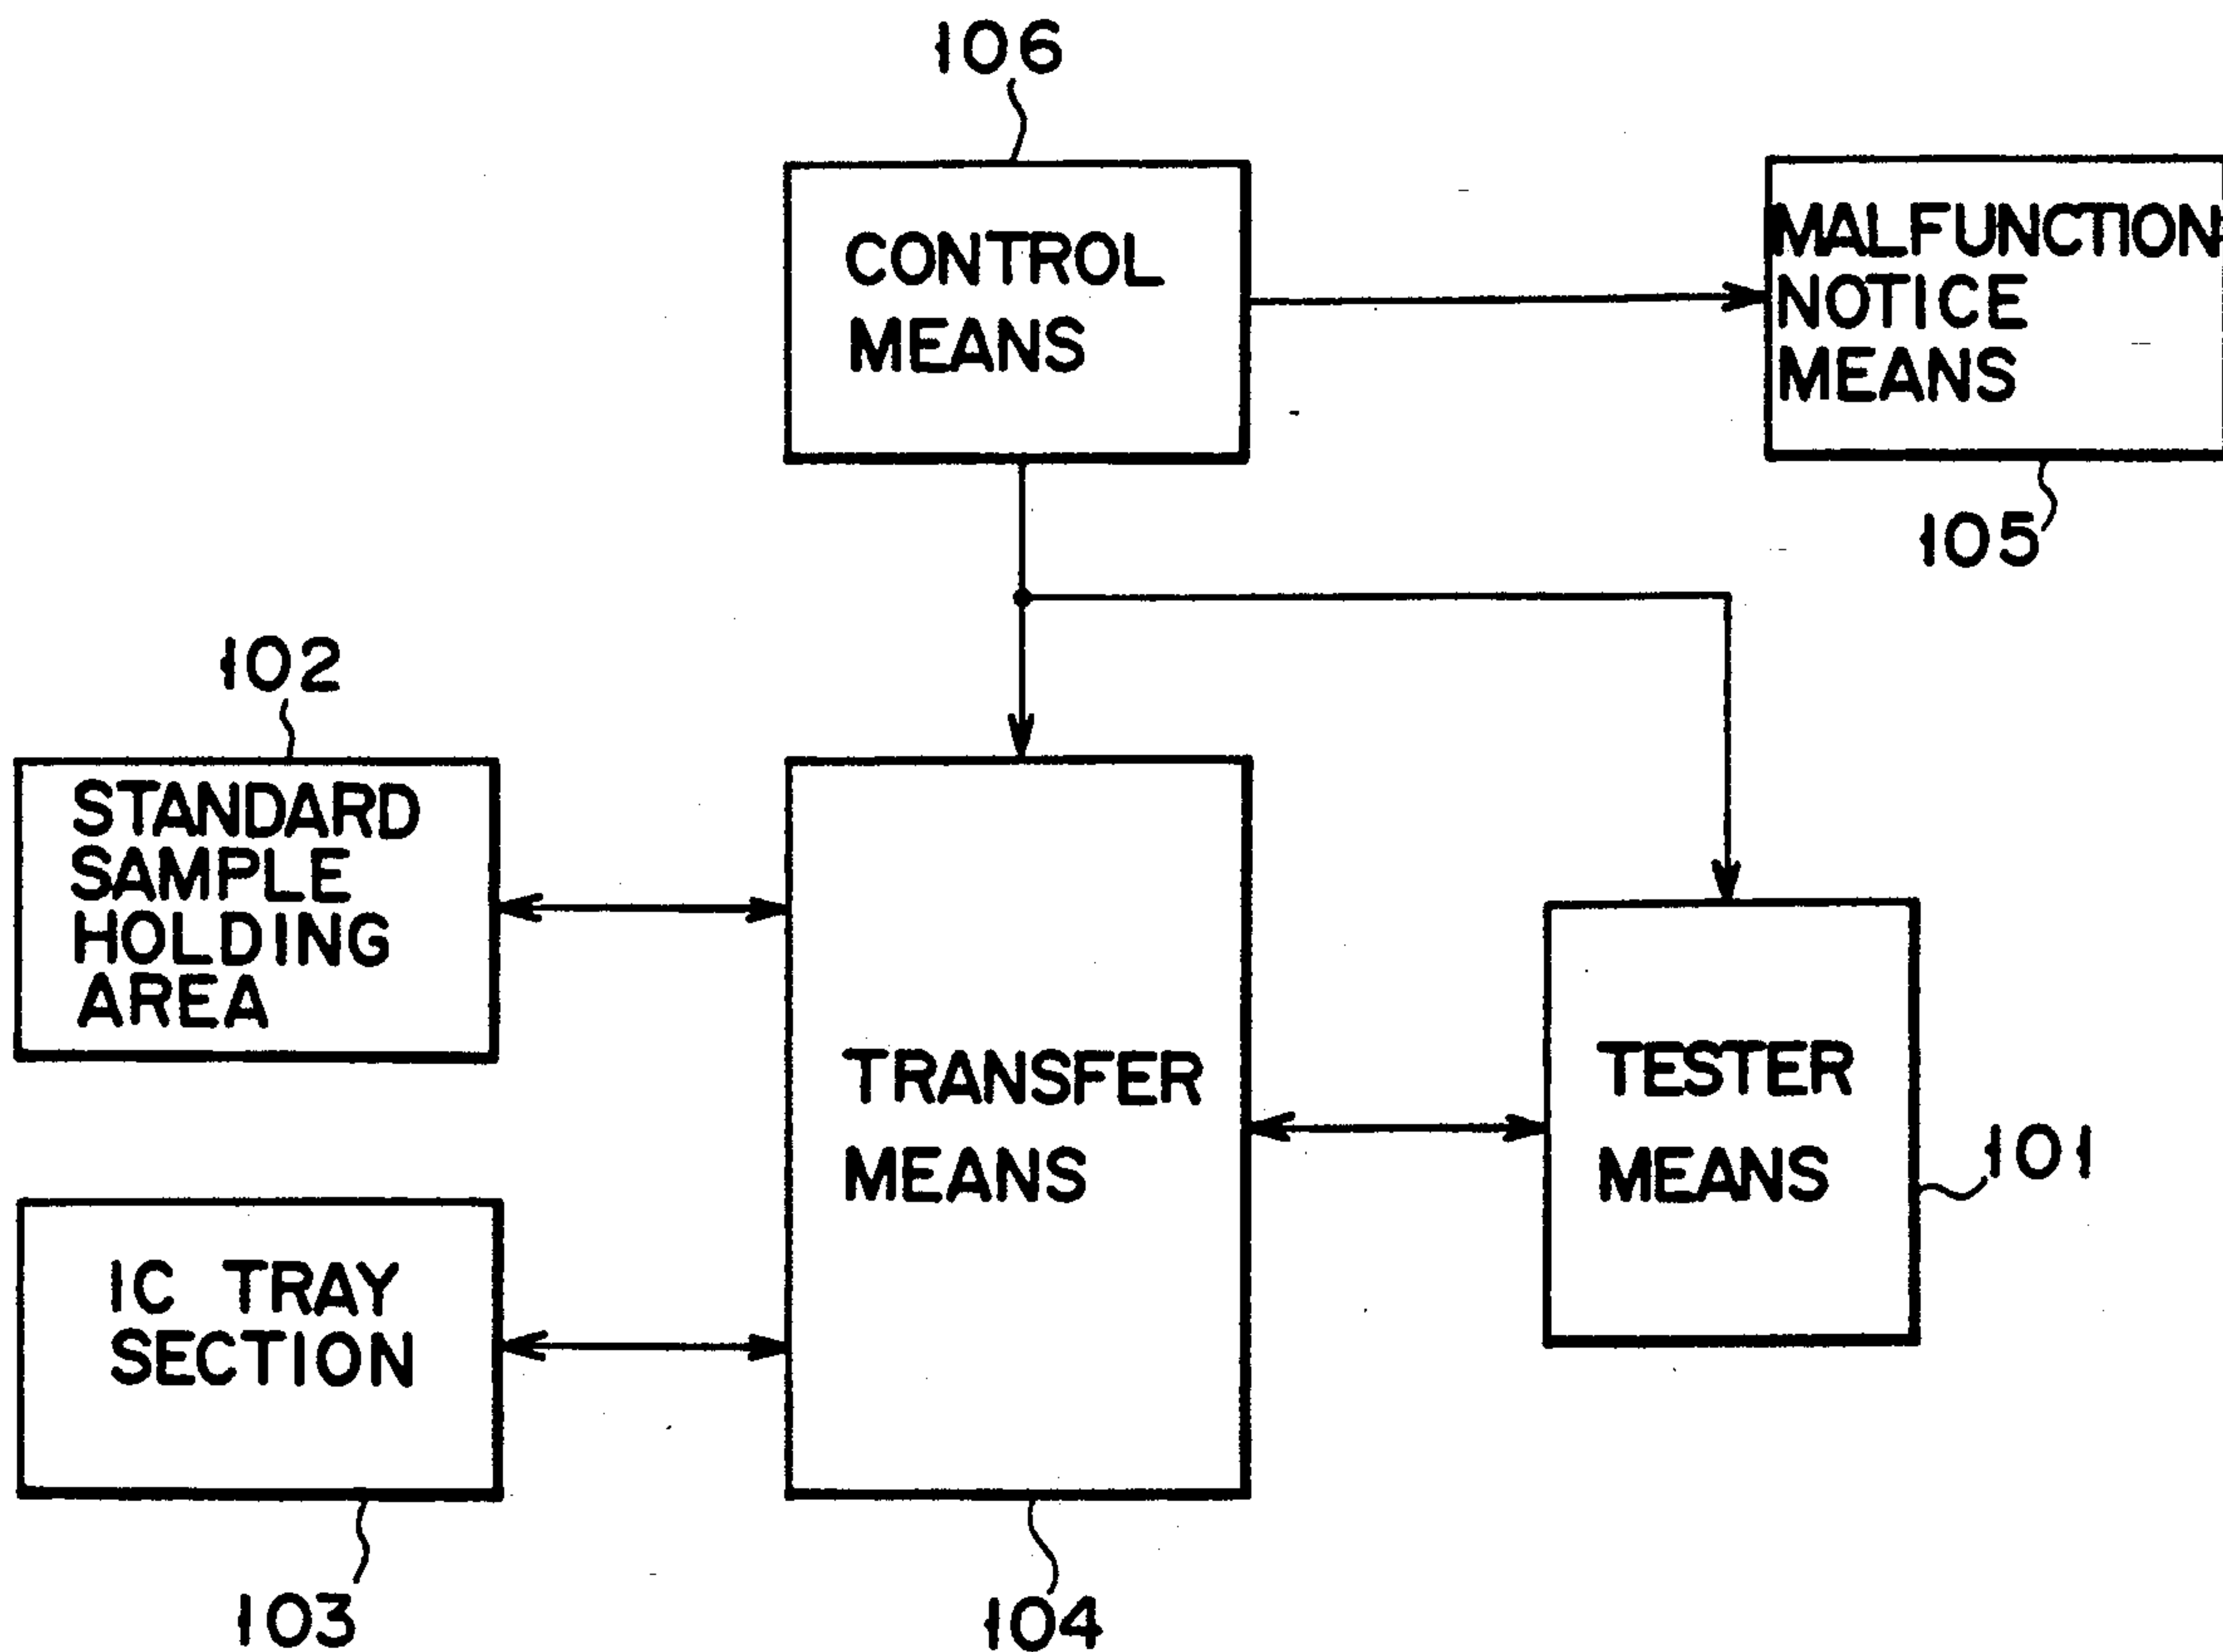 106
CONTROL
MEANS
MALFUNCTION
NOTICE
MEANS
105
102
STANDARD
SAMPLE
HOLDING
AREA
TRANSFER
MEANS
TESTER
MEANS
101
IC TRAY
SECTION
103
104